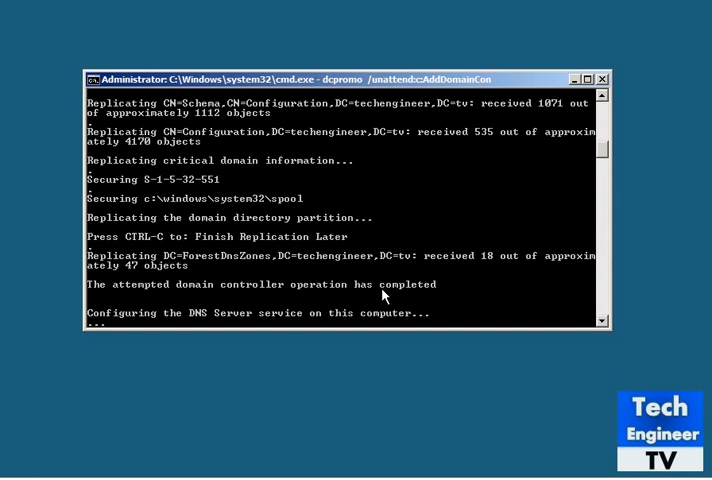 Administrator: C:\Windows\system32\cmd.exe - dcpromo /unattend:c:AddDomainCon
Replicating CN=Schema,CN=Configuration,DC=techengineer,DC=tv: received 1071 out
of approximately 1112 objects
.
Replicating CN=Configuration,DC=techengineer,DC=tv: received 535 out of approxim
ately 4170 objects
Replicating critical domain information...
.
Securing S-1-5-32-551
.
Securing c:\windows\system32\spool
Replicating the domain directory partition...
Press CTRL-C to: Finish Replication Later
.
Replicating DC=ForestDnsZones,DC=techengineer,DC=tv: received 18 out of approxim
ately 47 objects
The attempted domain controller operation has completed
Configuring the DNS Server service on this computer...
...
Tech
Engineer
TV